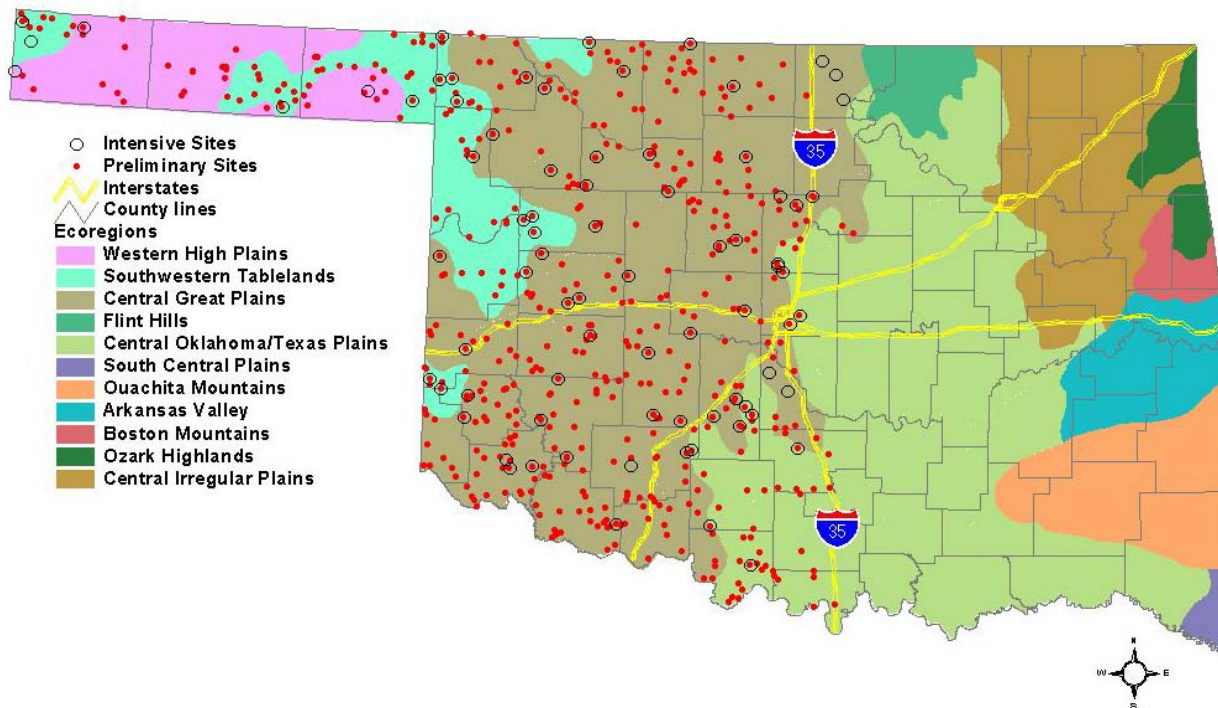 35
Intensive Sites
Preliminary Sites
Interstates
County lines
Ecoregions
Western High Plains
Southwestern Tablelands
Central Great Plains
Flint Hills
Central Oklahoma/Texas Plains
South Central Plains
Ouachita Mountains
Arkansas Valley
Boston Mountains
Ozark Highlands
Central Irregular Plains
35
N
W E
S